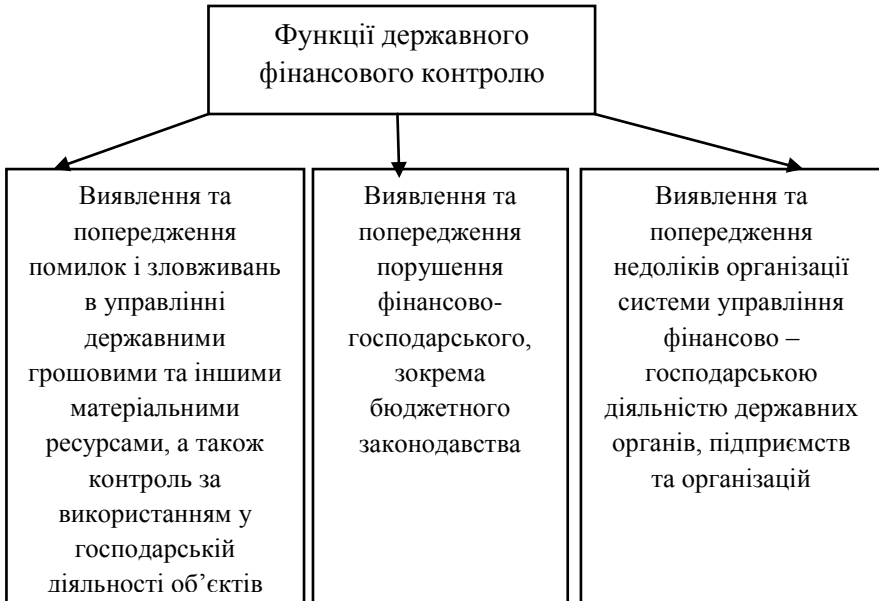 Функції державного
фінансового контролю
Виявлення та
попередження
помилок і зловживань
в управлінні
державними
грошовими та іншими
матеріальними
ресурсами, а також
контроль за
використанням у
господарській
діяльності об’єктів
Виявлення та
попередження
порушення
фінансово-
господарського,
зокрема
бюджетного
законодавства
Виявлення та
попередження
недоліків організації
системи управління
фінансово –
господарською
діяльністю державних
органів, підприємств
та організацій